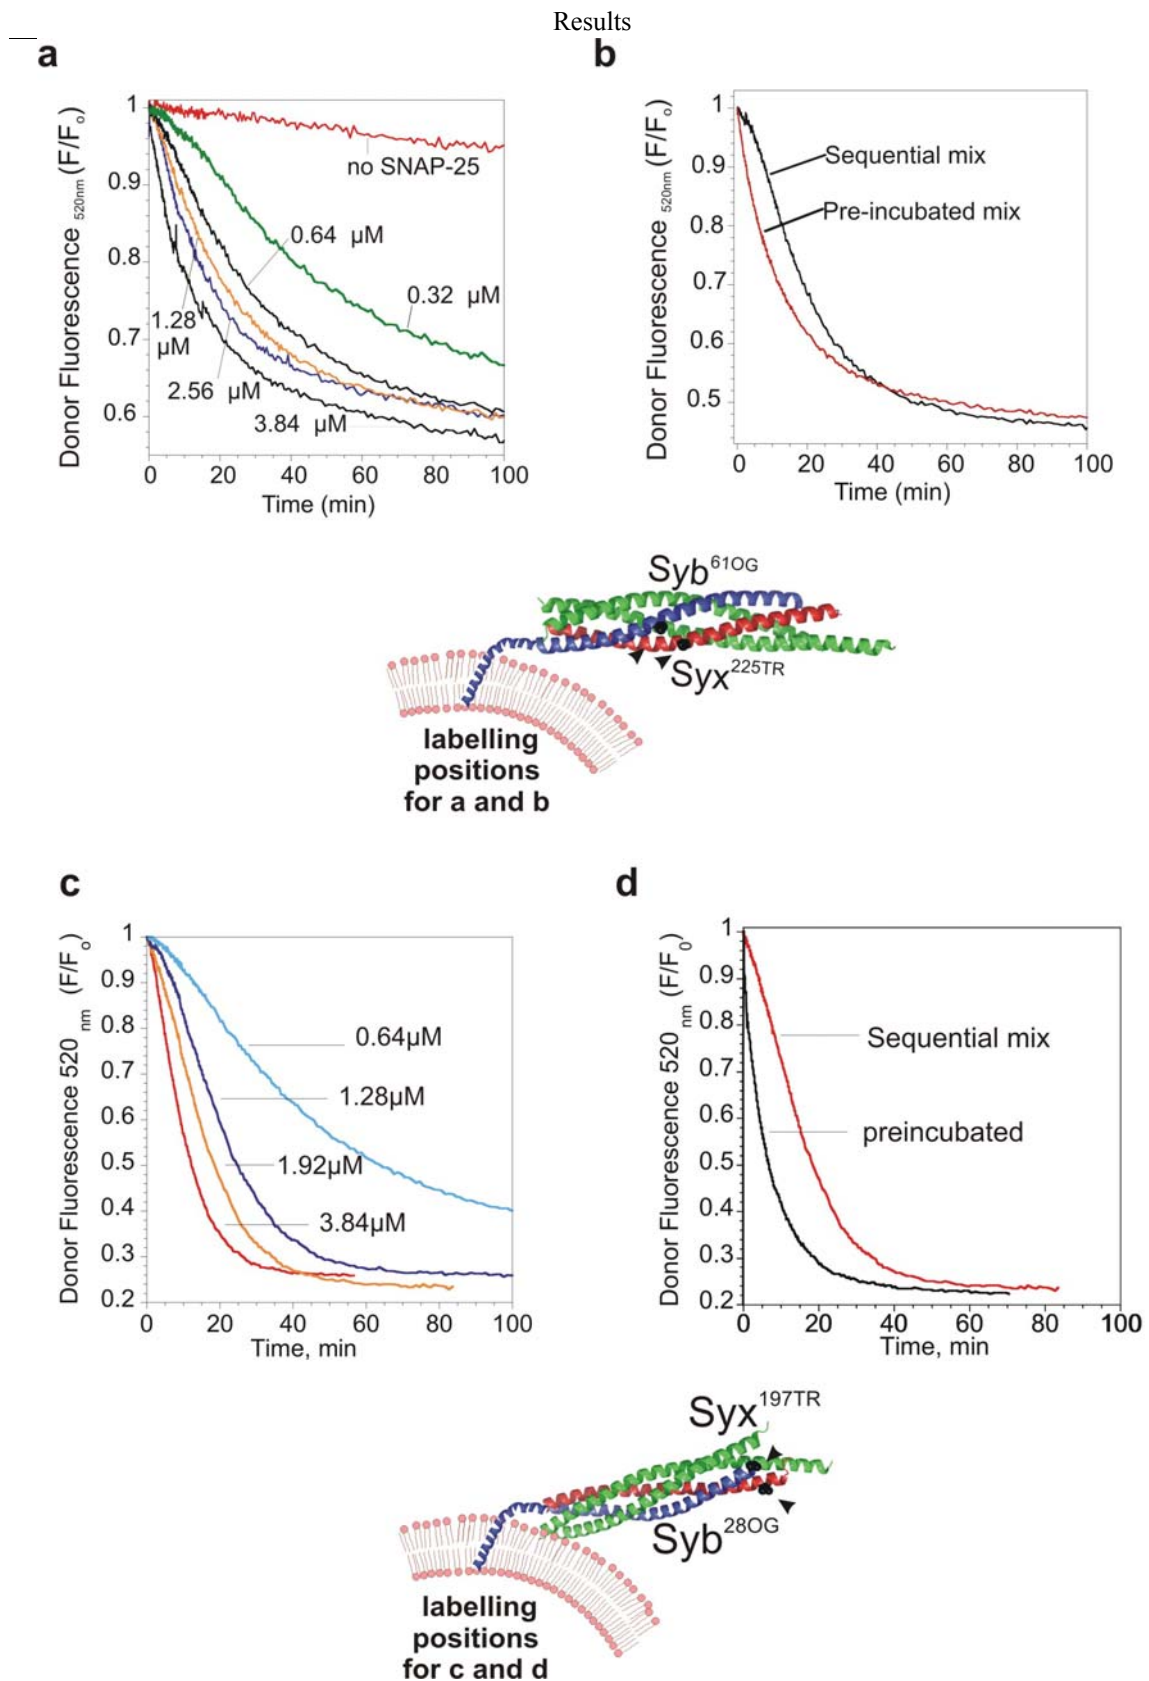 Results
a
b
1
0.9
0.8
0.7
0.6
Donor Fluorescence 520nm (F/Fo)
no SNAP-25
0.64 µM
0.32 µM
1.28
µM
2.56 µM
3.84 µM
0 20 40 60 80 100
Time (min)
1
0.9
0.8
0.7
0.6
0.5
Donor Fluorescence 520nm (F/Fo)
Sequential mix
Pre-incubated mix
0 20 40 60 80 100
Time (min)
Syb61OG
Syx225TR
labelling
positions
for a and b
c
d
1
0.9
0.8
0.7
0.6
0.5
0.4
0.3
0.2
Donor Fluorescence 520 nm (F/Fo)
0.64µM
1.28µM
1.92µM
3.84µM
0 20 40 60 80 100
Time, min
1
0.9
0.8
0.7
0.6
0.5
0.4
0.3
0.2
Donor Fluorescence 520 nm (F/F0)
Sequential mix
preincubated
0 20 40 60 80 100
Time, min
Syx197TR
Syb28OG
labelling
positions
for c and d